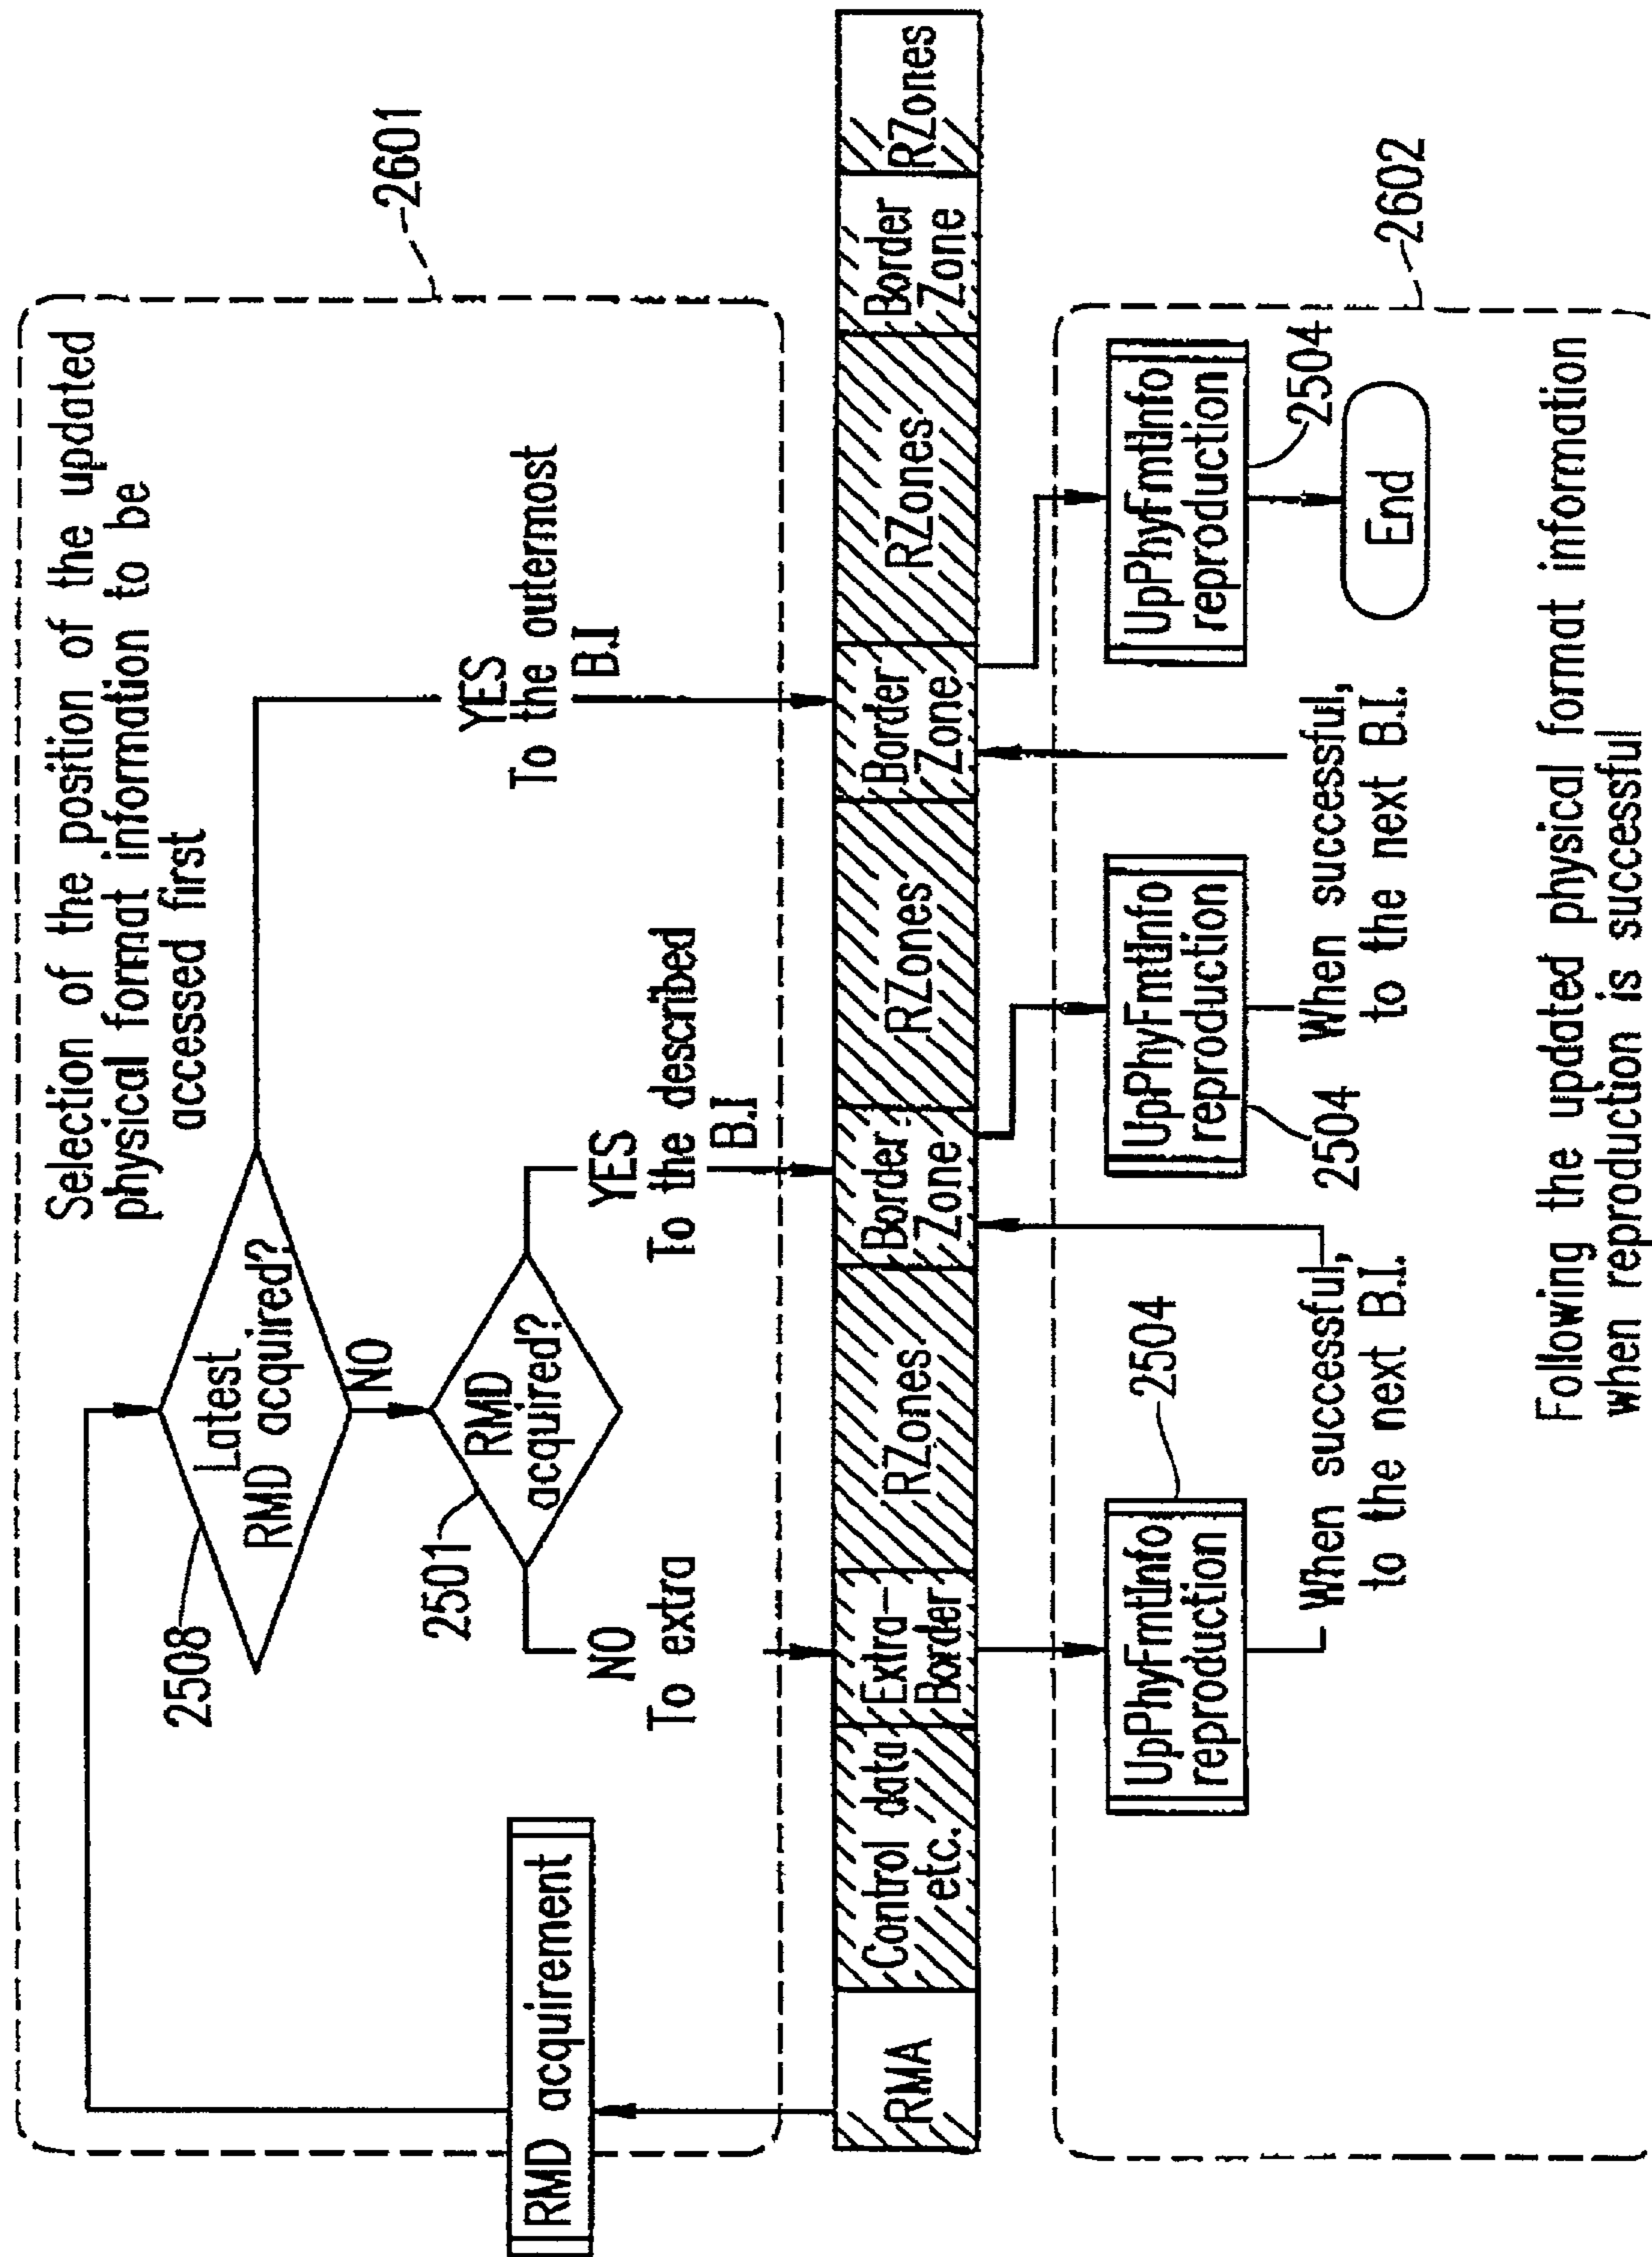 Selection of the position of the updated
physical format information to be
accessed first
2601
Latest
RMD acquired?
2508
NO
YES
To the outermost
B.I
RMD
acquired?
2501
NO
To extra
YES
To the described
B.I
RMD acquirement
RMA
Control data
etc.
Extra-
Border
RZones
Border
Zone
RZones
Border
Zone
RZones
Border
Zone
RZones
UpPhyFmtInfo
reproduction
2504
When successful,
to the next B.I.
UpPhyFmtInfo
reproduction
2504
When successful,
to the next B.I.
UpPhyFmtInfo
reproduction
2504
End
2602
Following the updated physical format information
when reproduction is successful